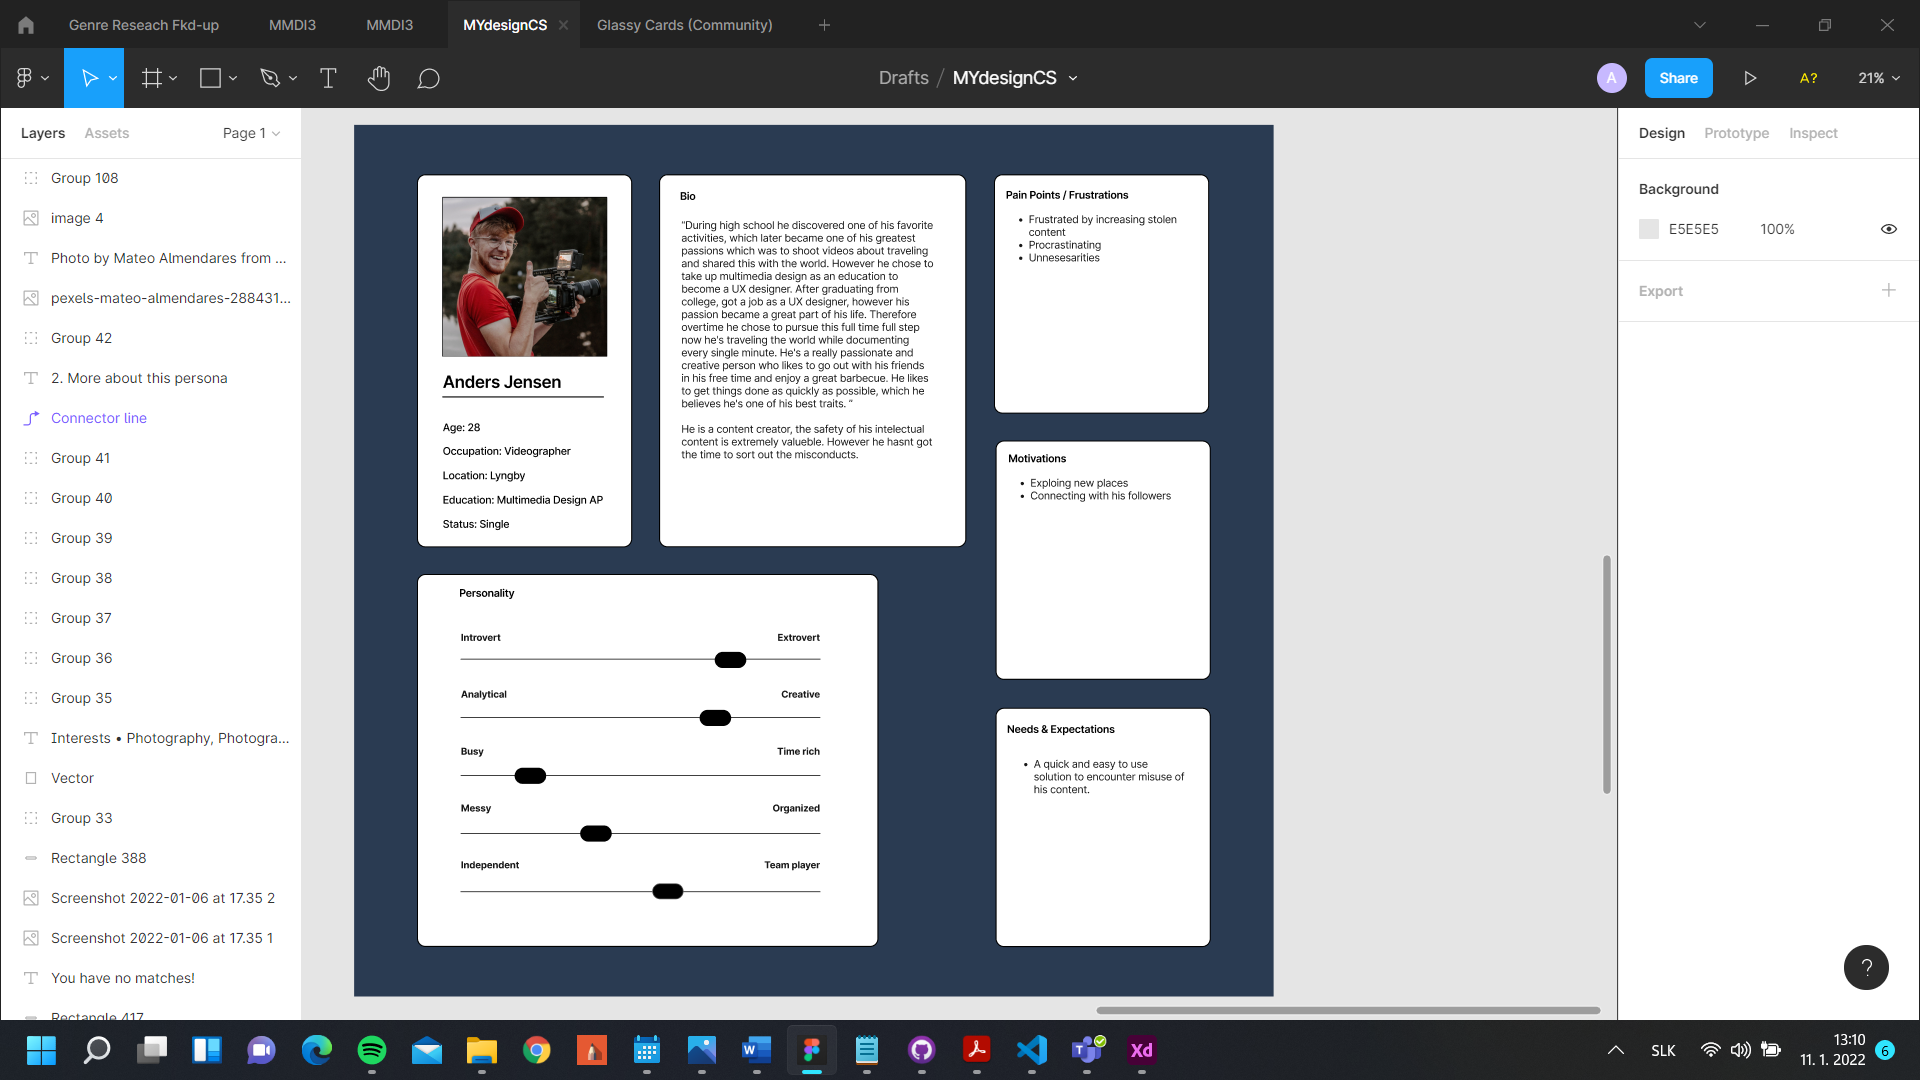 Genre Reseach Fkd-up
MMDI3
MMDI3
MYdesignCS
Glassy Cards (Community)
Drafts / MYdesignCS
A
Share
A?
21%
Layers
Assets
Page 1
Group 108
image 4
Photo by Mateo Almendares from ...
pexels-mateo-almendares-288431...
Group 42
2. More about this persona
Connector line
Group 41
Group 40
Group 39
Group 38
Group 37
Group 36
Group 35
Interests • Photography, Photogra...
Vector
Group 33
Rectangle 388
Screenshot 2022-01-06 at 17.35 2
Screenshot 2022-01-06 at 17.35 1
You have no matches!
Rectangle 417
Anders Jensen
Age: 28
Occupation: Videographer
Location: Lyngby
Education: Multimedia Design AP
Status: Single
Bio
"During high school he discovered one of his favorite
activities, which later became one of his greatest
passions which was to shoot videos about traveling
and shared this with the world. However he chose to
take up multimedia design as an education to
become a UX designer. After graduating from
college, got a job as a UX designer, however his
passion became a great part of his life. Therefore
overtime he chose to pursue this full time full step
now he's traveling the world while documenting
every single minute. He's a really passionate and
creative person who likes to go out with his friends
in his free time and enjoy a great barbecue. He likes
to get things done as quickly as possible, which he
believes he's one of his best traits. "
He is a content creator, the safety of his intelectual
content is extremely valueble. However he hasnt got
the time to sort out the misconducts.
Pain Points / Frustrations
• Frustrated by increasing stolen
content
• Procrastinating
• Unnesesarities
Motivations
• Exploing new places
• Connecting with his followers
Needs & Expectations
• A quick and easy to use
solution to encounter misuse of
his content.
Personality
Introvert
Extrovert
Analytical
Creative
Busy
Time rich
Messy
Organized
Independent
Team player
Design
Prototype
Inspect
Background
E5E5E5
100%
Export
?
W
Xd
SLK
13:10
11. 1. 2022
6